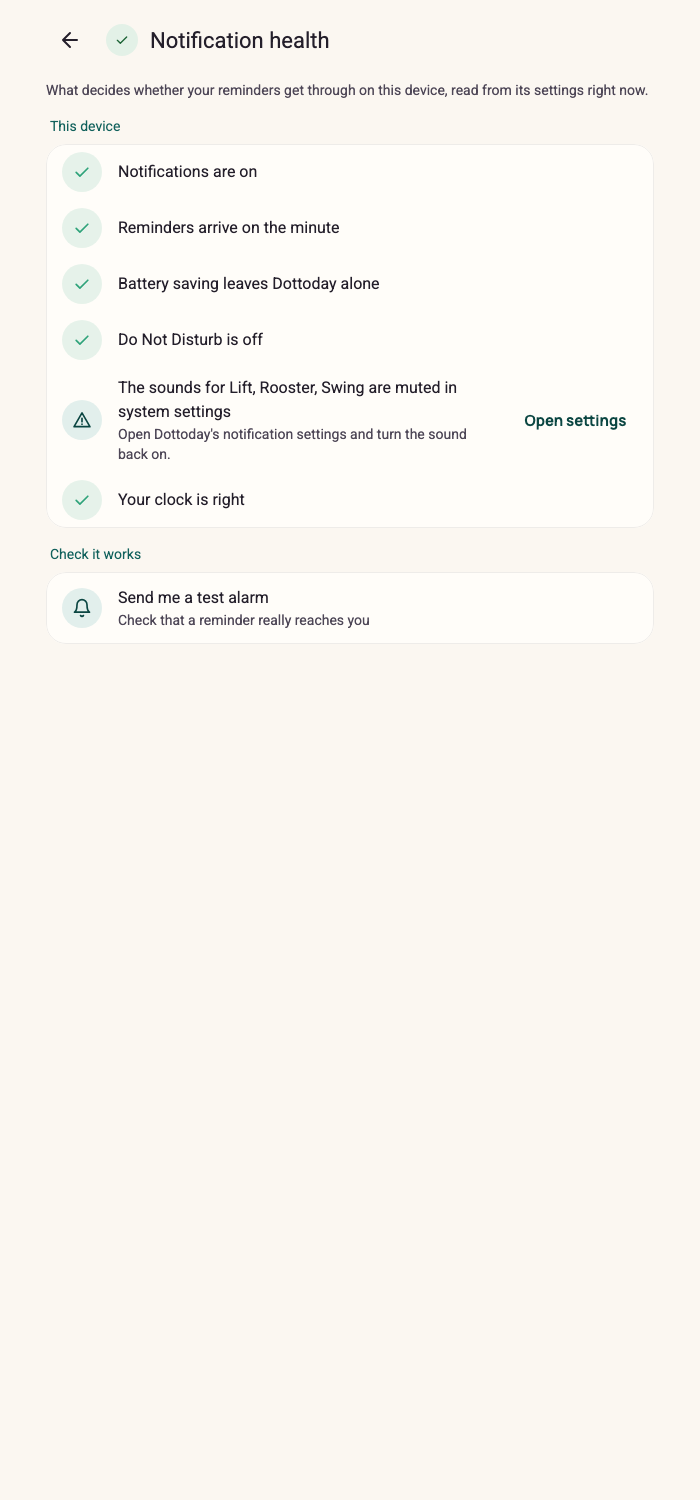 Notification health
What decides whether your reminders get through on this device, read from its settings right now.
This device
Notifications are on
Reminders arrive on the minute
Battery saving leaves Dottoday alone
Do Not Disturb is off
The sounds for Lift, Rooster, Swing are muted in
system settings
Open Dottoday's notification settings and turn the sound
back on.
Open settings
Your clock is right
Check it works
Send me a test alarm
Check that a reminder really reaches you